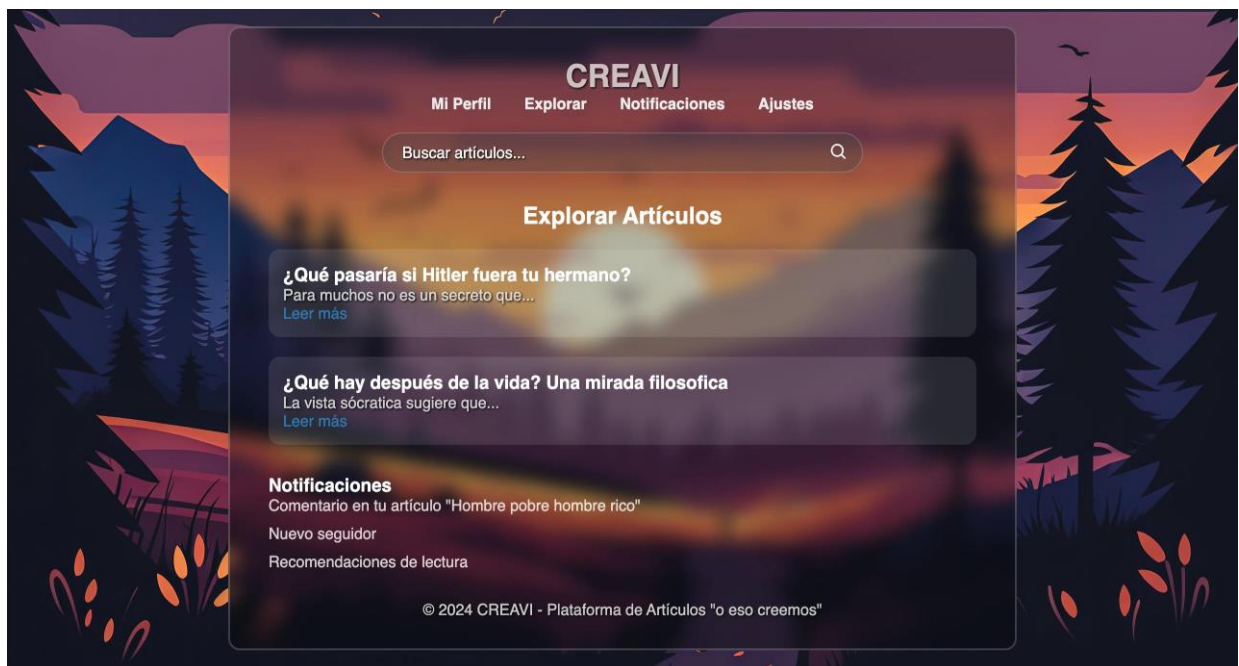 CREAVI
Mi Perfil Explorar Notificaciones Ajustes
Buscar articulos...
Explorar Artículos
¿Qué pasaría si Hitler fuera tu hermano?
Para muchos no es un secreto que...
Leer más
¿Qué hay después de la vida? Una mirada filosofica
La vista sócratica sugiere que...
Leer más
Notificaciones
Comentario en tu artículo "Hombre pobre hombre rico"
Nuevo seguidor
Recomendaciones de lectura
© 2024 CREAVI - Plataforma de Artículos "o eso creemos"